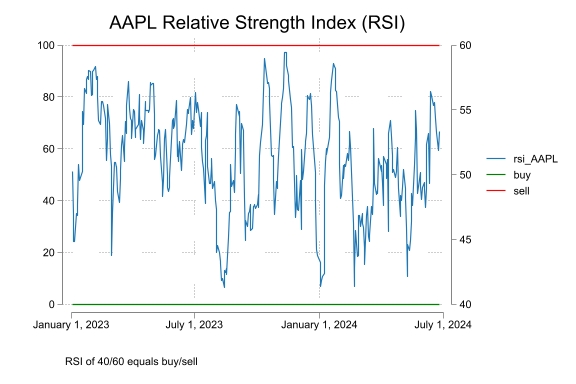 AAPL Relative Strength Index (RSI)
100
80
60
40
20
0
60
55
50
45
40
January 1, 2023
July 1, 2023
January 1, 2024
July 1, 2024
rsi_AAPL
buy
sell
RSI of 40/60 equals buy/sell